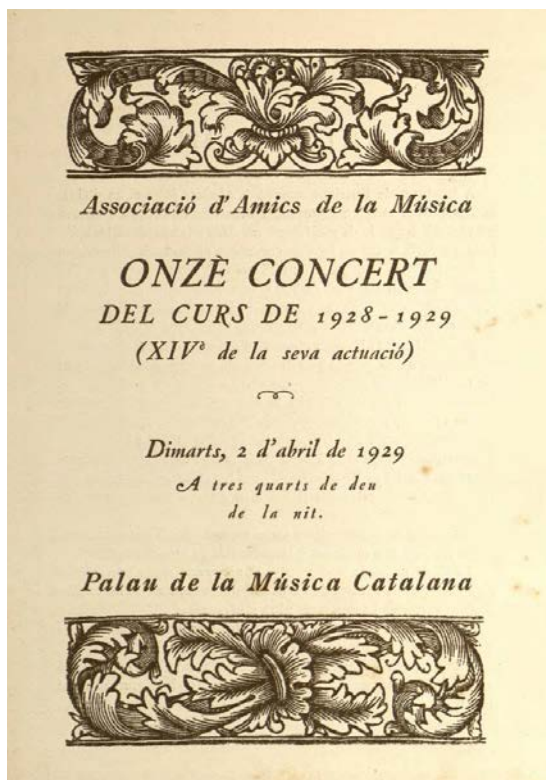 Associació d'Amics de la Música
ONZÈ CONCERT
DEL CURS DE 1928-1929
(XIVè de la seva actuació)
Dimarts, 2 d'abril de 1929
A tres quarts de deu
de la nit.
Palau de la Música Catalana